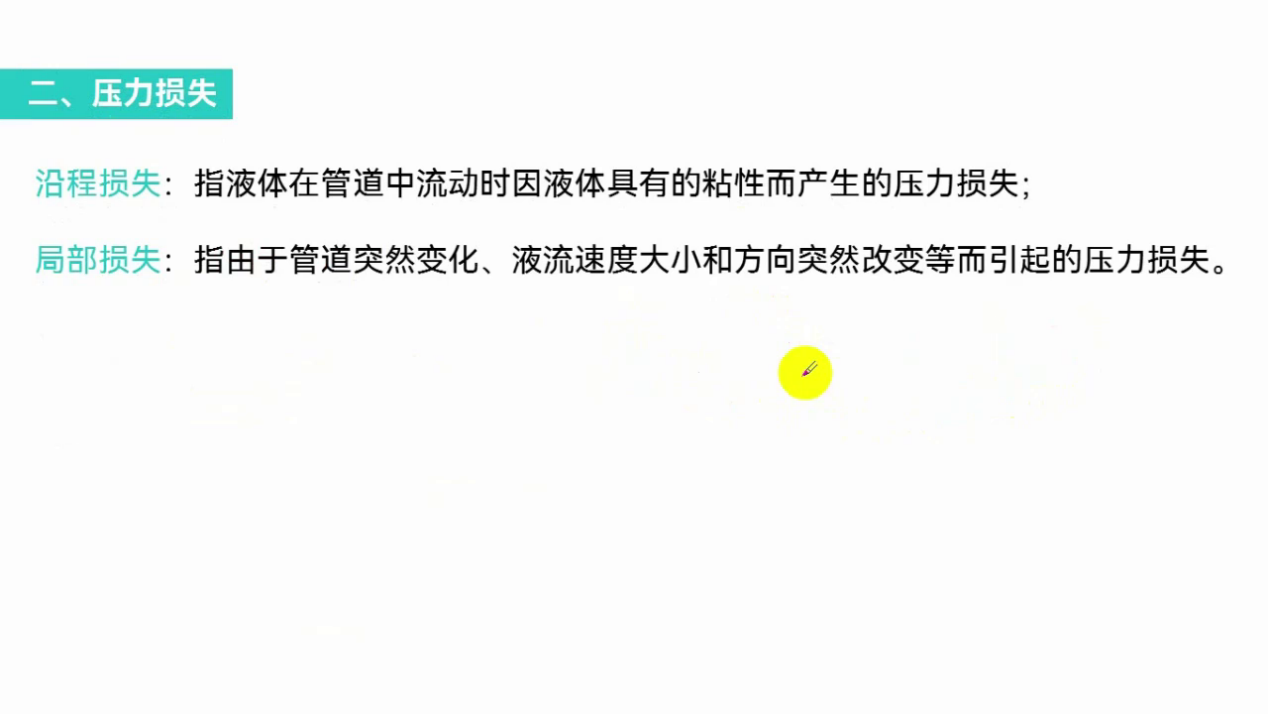 二、压力损失
沿程损失：指液体在管道中流动时因液体具有的粘性而产生的压力损失；
局部损失：指由于管道突然变化、液流速度大小和方向突然改变等而引起的压力损失。